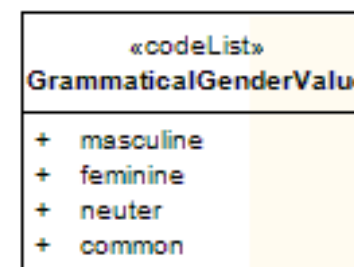 «codeList»
GrammaticalGenderValu
+ masculine
+ feminine
+ neuter
+ common